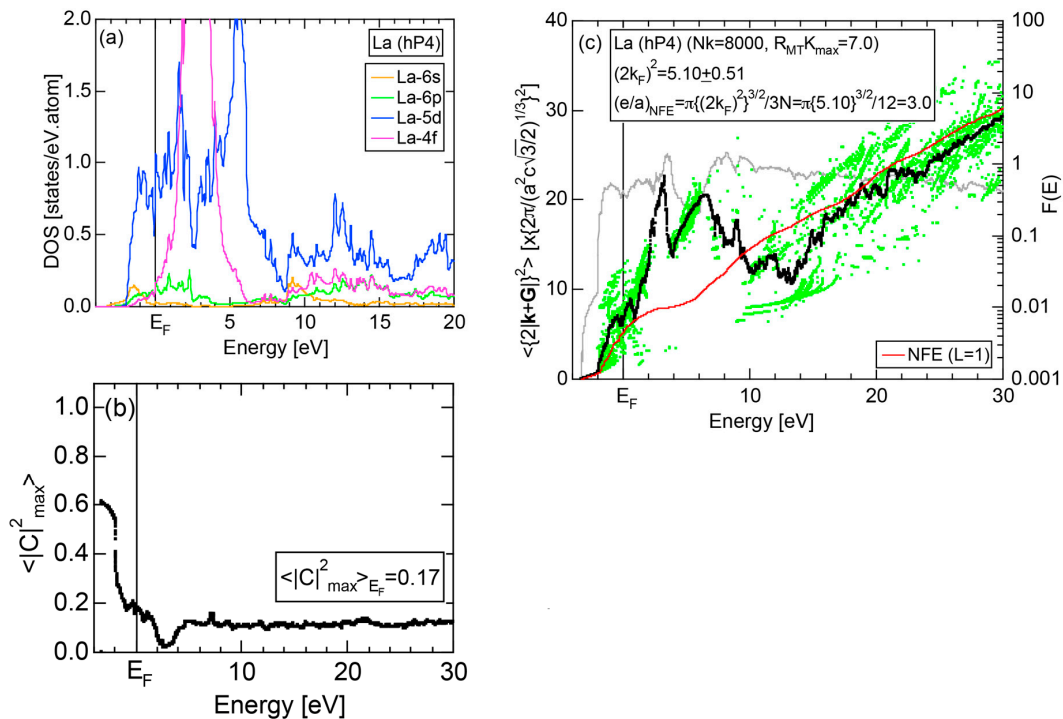 (a)
La (hP4)
La-6s
La-6p
La-5d
La-4f
DOS [states/eV.atom]
2.0
1.5
1.0
0.5
0.0
E_F
5
10
15
20
Energy [eV]
(b)
<|C|²max>
1.0
0.8
0.6
0.4
0.2
0.0
<|C|²max>E_F=0.17
E_F
10
20
30
Energy [eV]
(c)
La (hP4) (Nk=8000, R_MT K_max=7.0)
(2k_F)²=5.10±0.51
(e/a)_NFE=π{(2k_F)²}^3/2/3N=π{5.10}^3/2/12=3.0
<{2|k+G|}²> [x{2π/(a²c√3/2)^1/3}²]
40
30
20
10
0
100
10
1
0.1
0.01
0.001
F(E)
NFE (L=1)
E_F
10
20
30
Energy [eV]